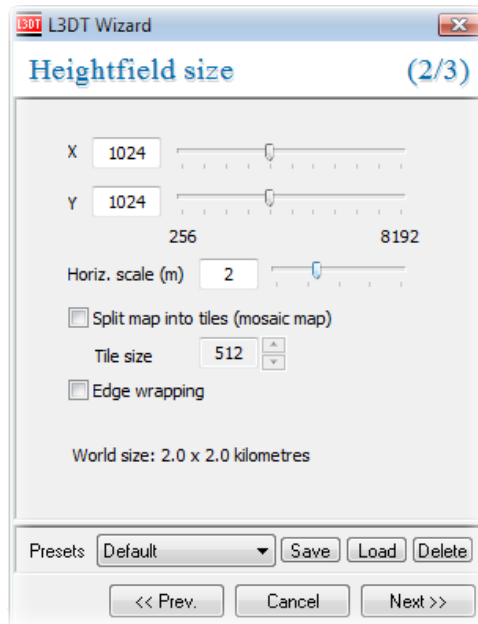 L3DT L3DT Wizard
Heightfield size (2/3)
X 1024
Y 1024
256 8192
Horiz. scale (m) 2
Split map into tiles (mosaic map)
Tile size 512
Edge wrapping
World size: 2.0 x 2.0 kilometres
Presets Default Save Load Delete
<< Prev. Cancel Next >>